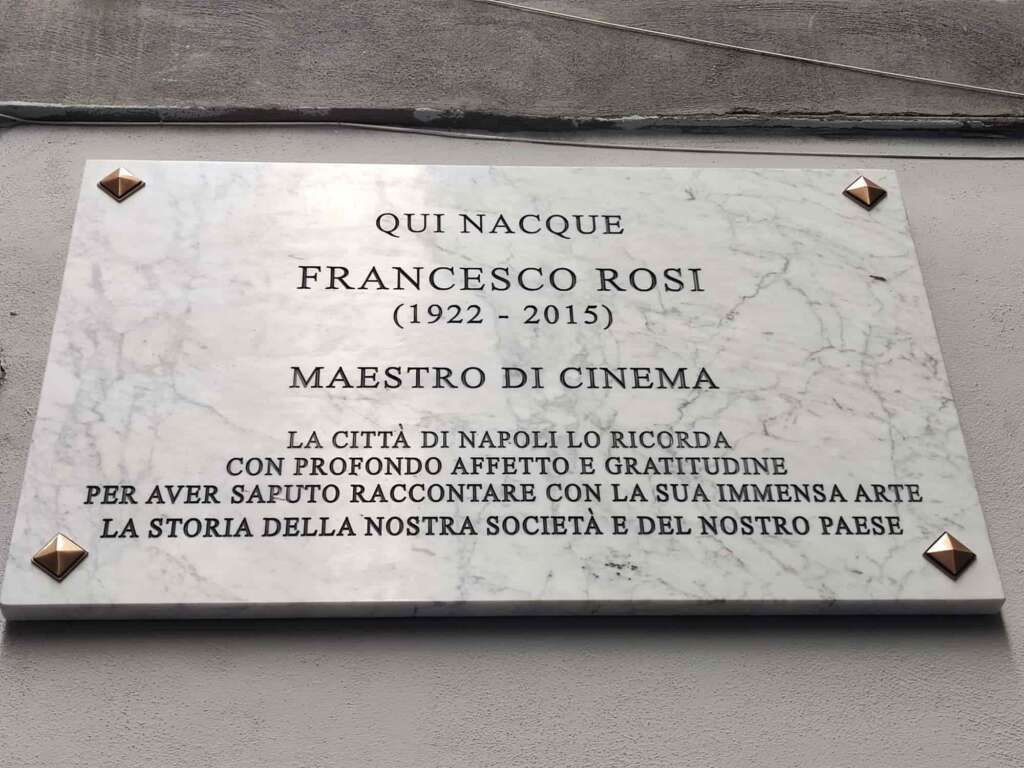 QUI NACQUE
FRANCESCO ROSI
(1922 - 2015)
MAESTRO DI CINEMA
LA CITTÀ DI NAPOLI LO RICORDA
CON PROFONDO AFFETTO E GRATITUDINE
PER AVER SAPUTO RACCONTARE CON LA SUA IMMENSA ARTE
LA STORIA DELLA NOSTRA SOCIETÀ E DEL NOSTRO PAESE